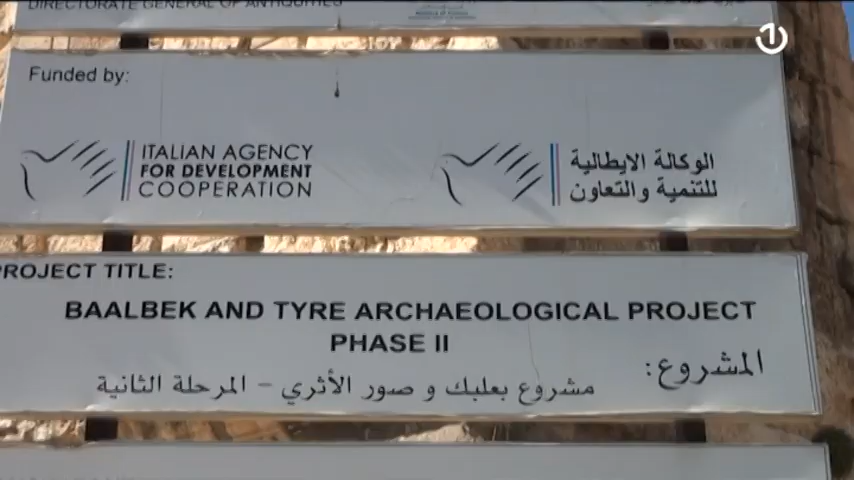 DIRECTORATE GENERAL OF ANTIQUITIES
Funded by:
ITALIAN AGENCY
FOR DEVELOPMENT
COOPERATION
الوكالة الايطالية
للتنمية والتعاون
PROJECT TITLE:
BAALBEK AND TYRE ARCHAEOLOGICAL PROJECT
PHASE II
المشروع:
مشروع بعلبك و صور الأثري - المرحلة الثانية